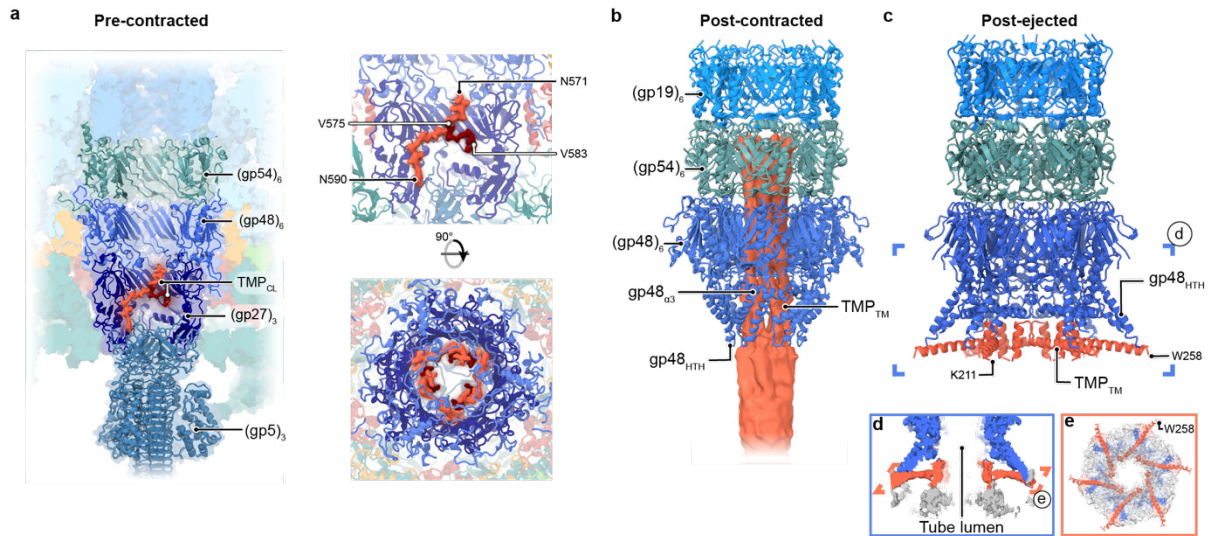 a
Pre-contracted
(gp54)6
(gp48)6
TMPCL
(gp27)3
(gp5)3
N571
V575
V583
N590
90°
b
Post-contracted
(gp19)6
(gp54)6
(gp48)6
gp48α3
TMPTM
gp48HTH
c
Post-ejected
d
gp48HTH
W258
K211
TMPTM
d
e
Tube lumen
e
W258